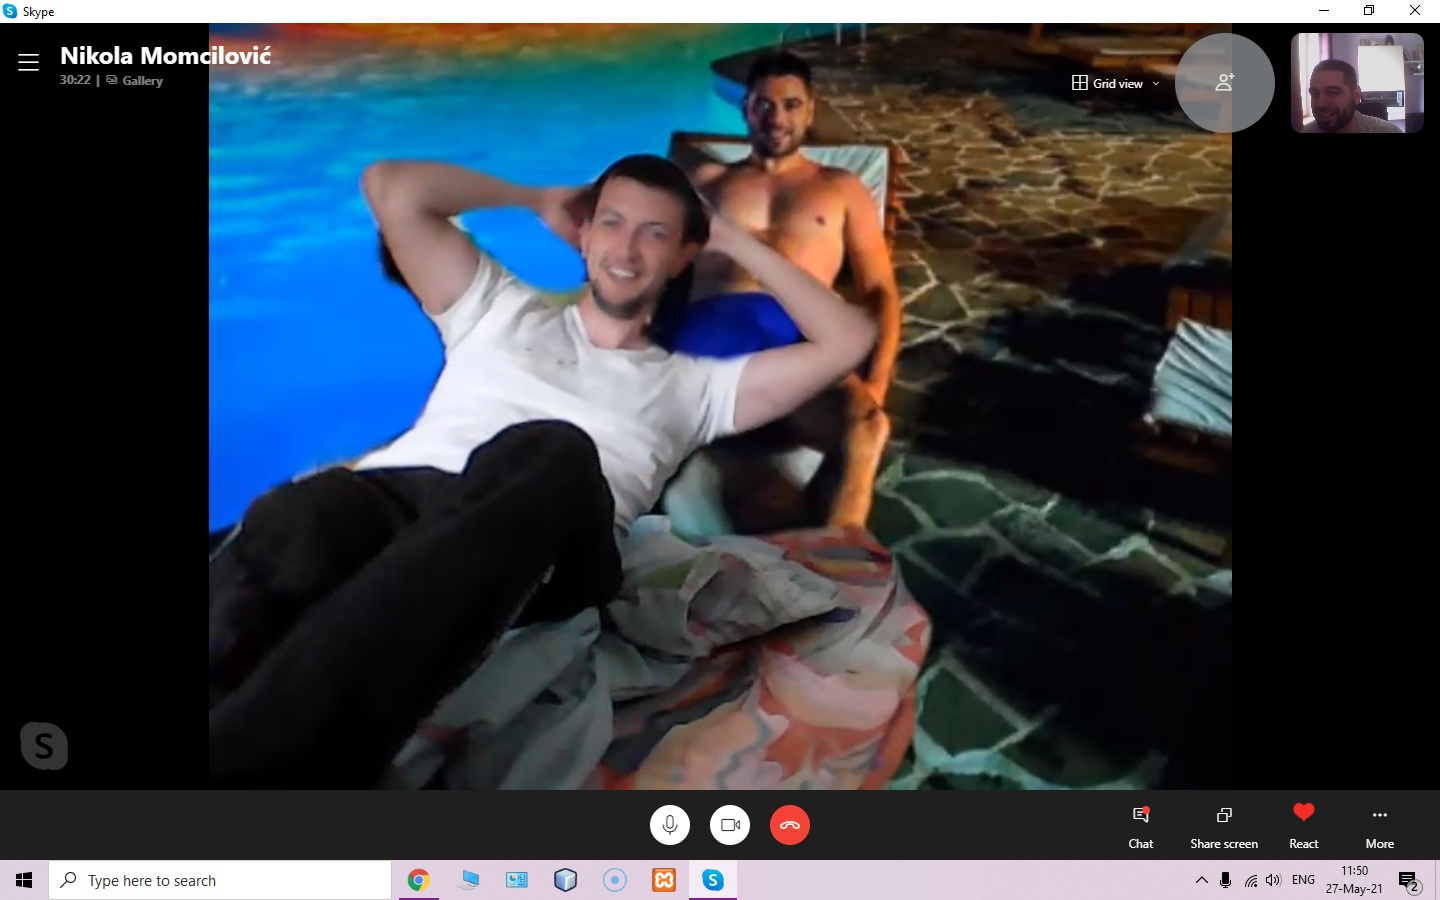 Skype
Nikola Momcilović
30:22 | Gallery
Grid view
S
Chat
Share screen
React
More
Type here to search
S
ENG
11:50
27-May-21
2